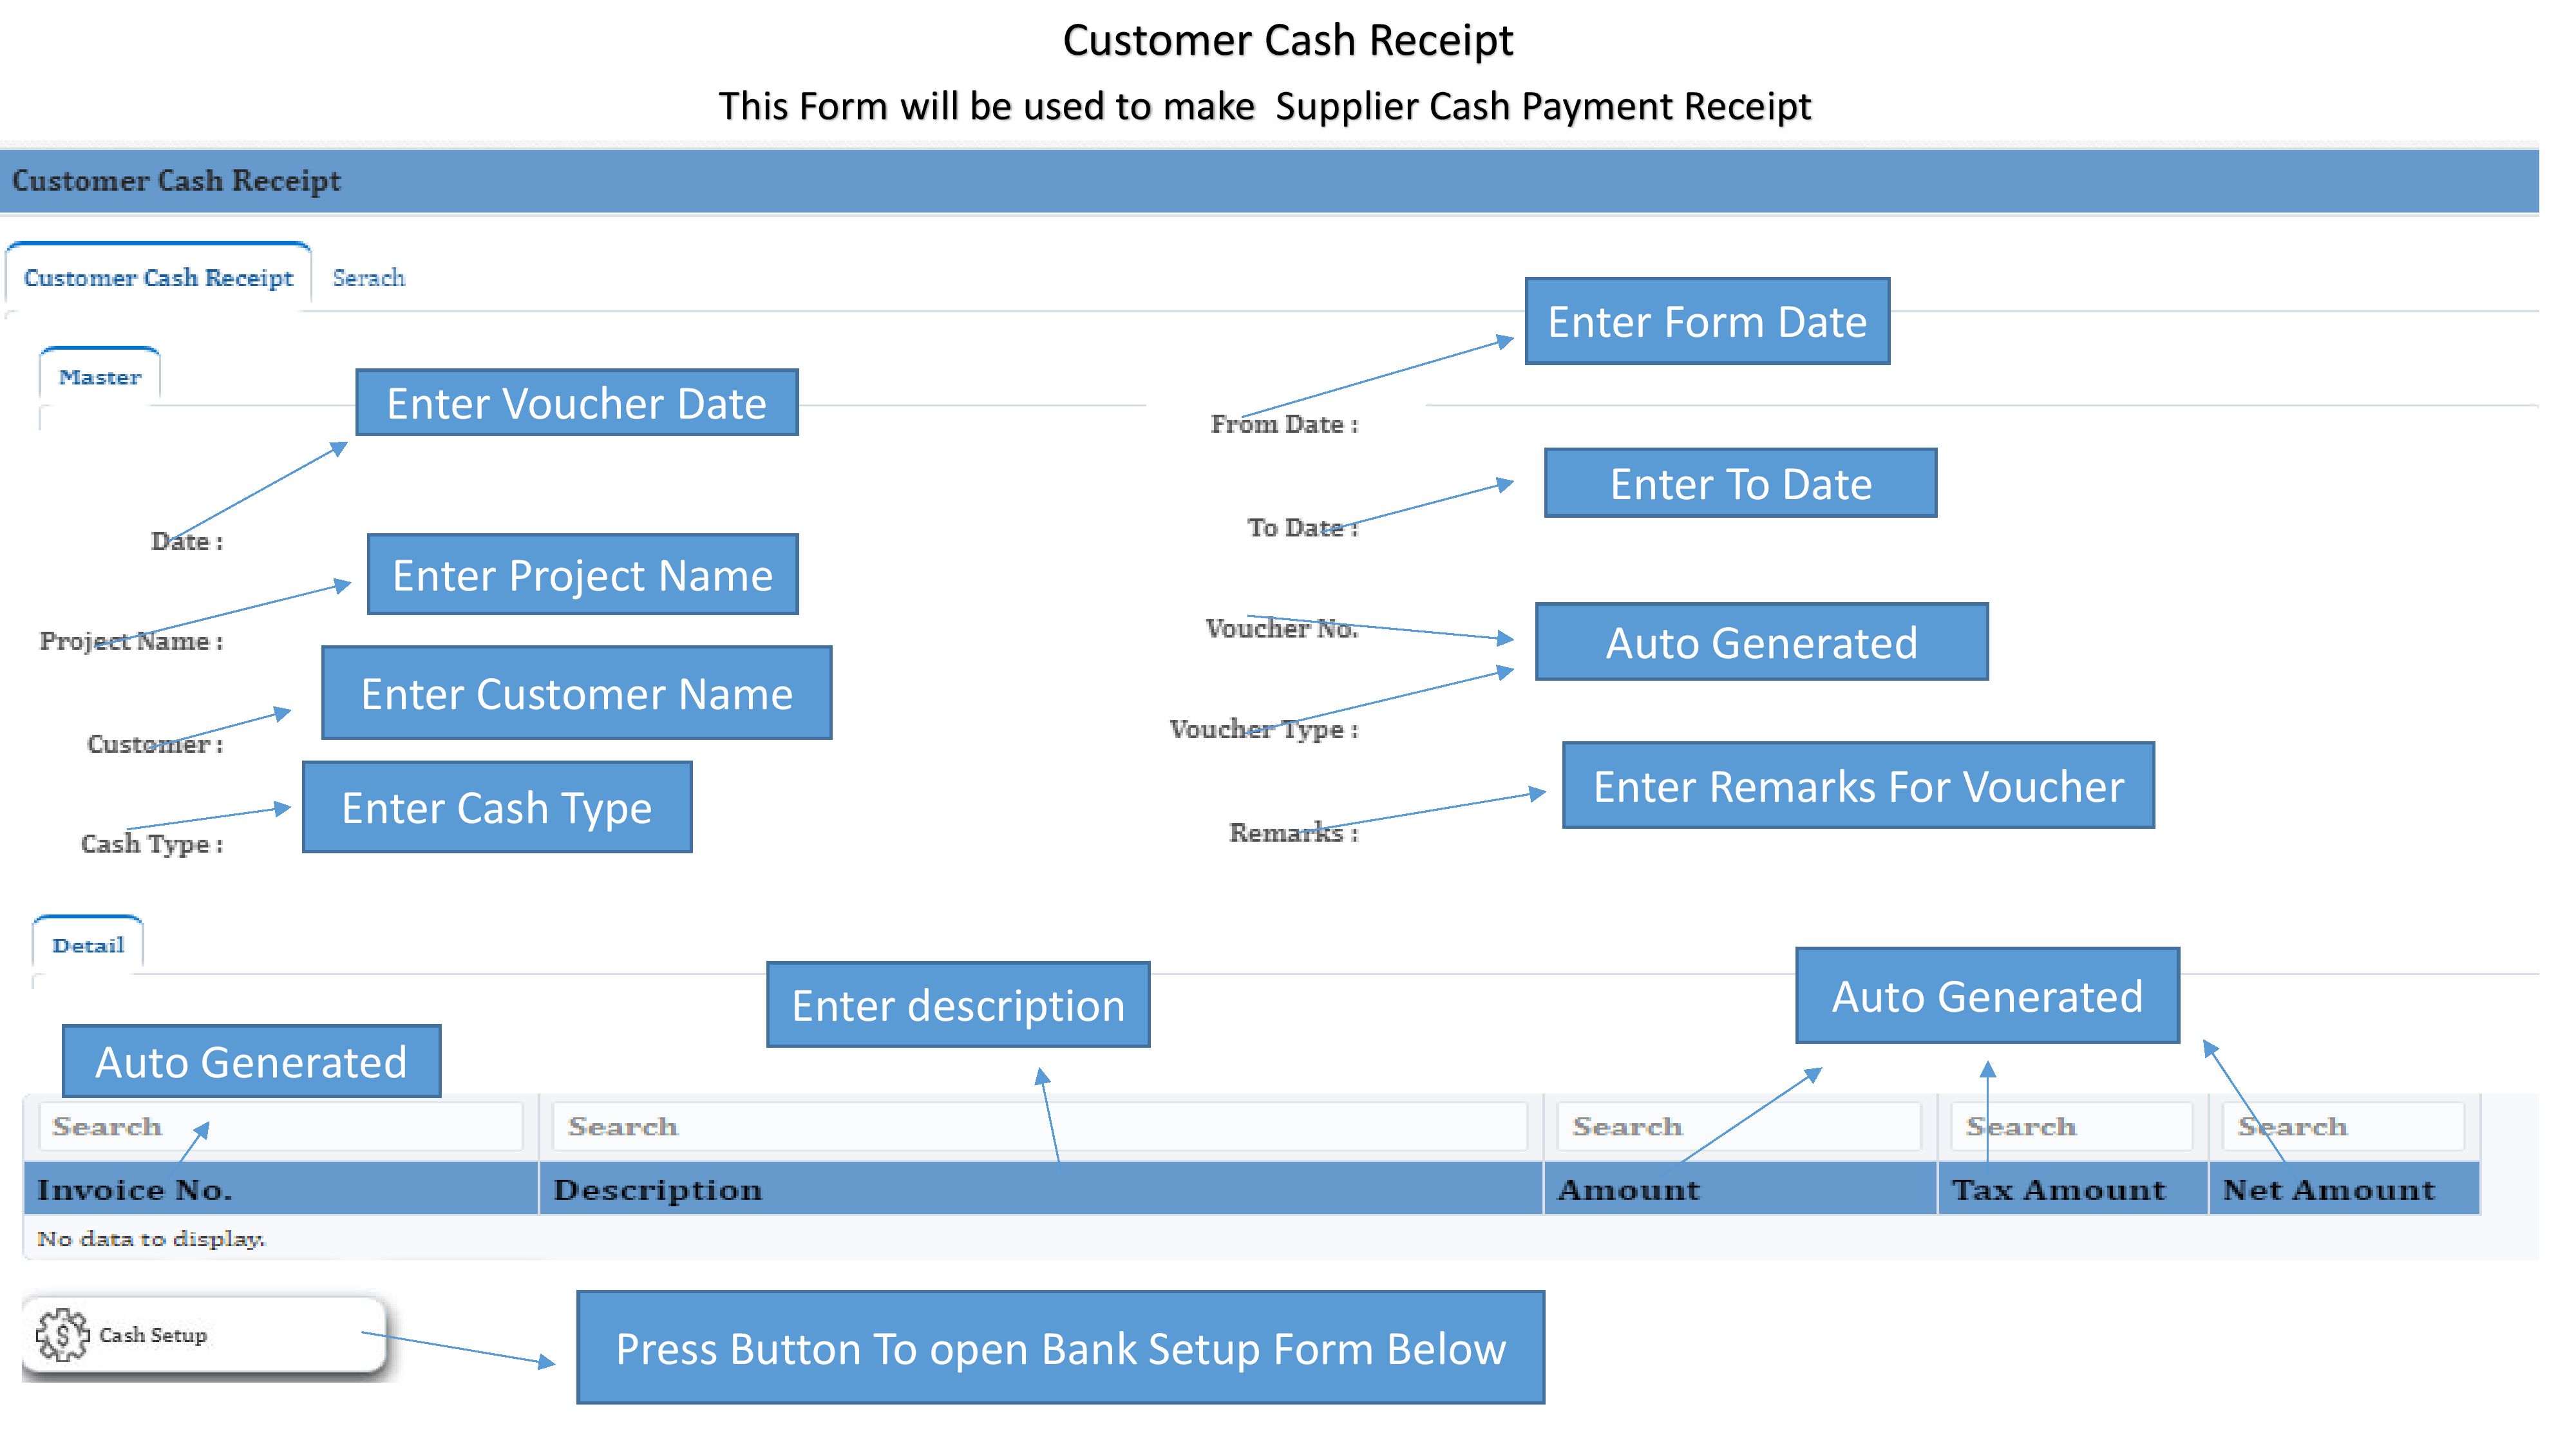 Customer Cash Receipt
This Form will be used to make  Supplier Cash Payment Receipt
Customer Cash Receipt
Customer Cash Receipt Serach
Master
Enter Voucher Date
Date :
Enter Project Name
Project Name :
Enter Customer Name
Customer :
Enter Cash Type
Cash Type :
Enter Form Date
From Date :
Enter To Date
To Date :
Voucher No.
Auto Generated
Voucher Type :
Enter Remarks For Voucher
Remarks :
Detail
Auto Generated
Enter description
Auto Generated
Search Search Search Search Search
Invoice No. Description Amount Tax Amount Net Amount
No data to display.
Cash Setup
Press Button To open Bank Setup Form Below